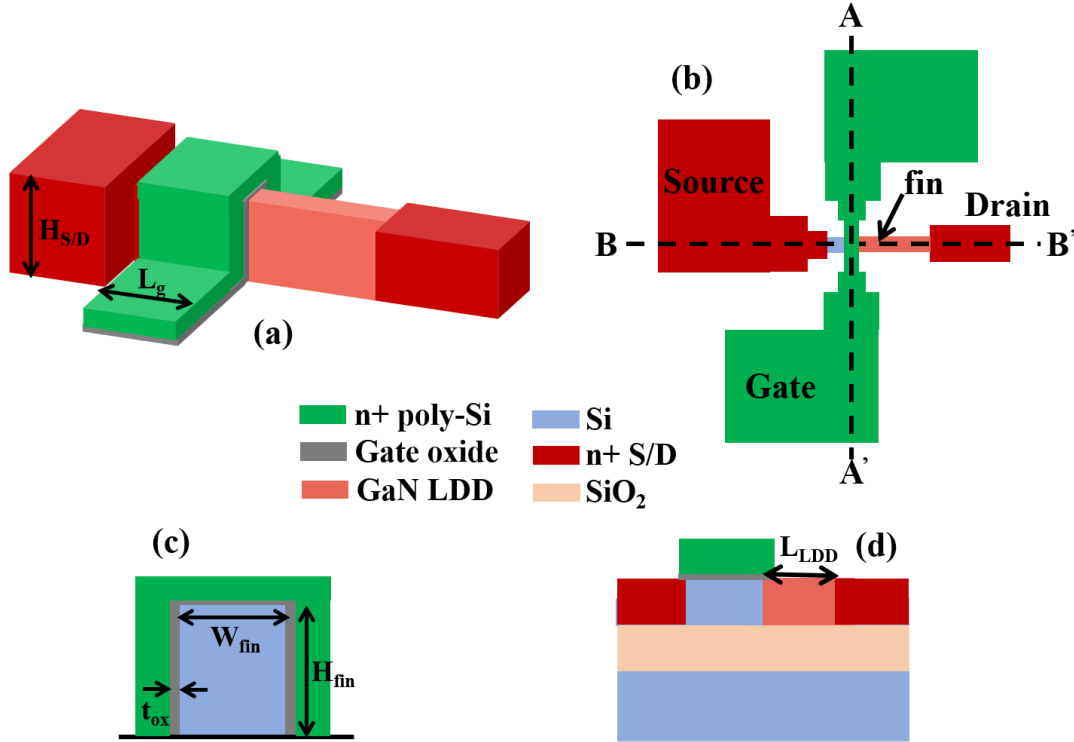 H_S/D
L_g
(a)
A
(b)
Source
fin
Drain
B
B'
Gate
A'
n+ poly-Si
Si
Gate oxide
n+ S/D
GaN LDD
SiO₂
(c)
W_fin
H_fin
t_ox
L_LDD
(d)